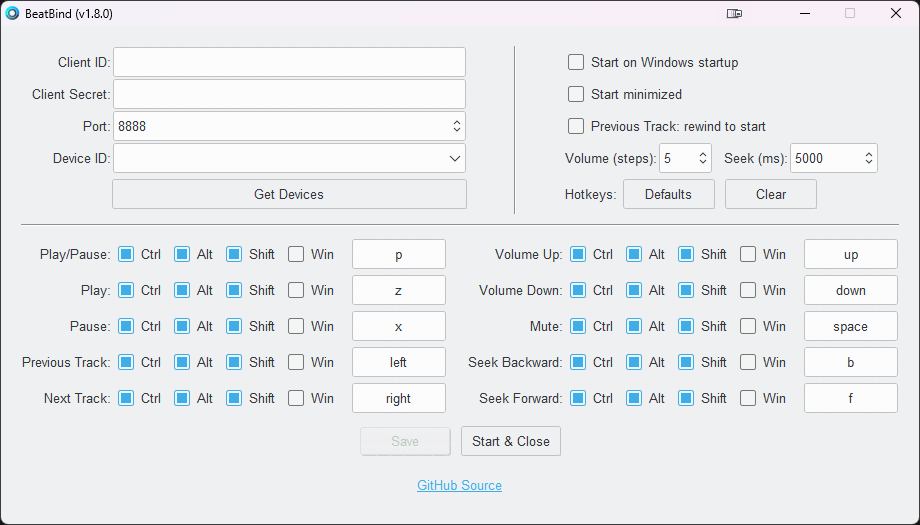 BeatBind (v1.8.0)
Client ID:
Client Secret:
Port: 8888
Device ID:
Get Devices
Start on Windows startup
Start minimized
Previous Track: rewind to start
Volume (steps): 5 Seek (ms): 5000
Hotkeys: Defaults Clear
Play/Pause: Ctrl Alt Shift Win p
Play: Ctrl Alt Shift Win z
Pause: Ctrl Alt Shift Win x
Previous Track: Ctrl Alt Shift Win left
Next Track: Ctrl Alt Shift Win right
Volume Up: Ctrl Alt Shift Win up
Volume Down: Ctrl Alt Shift Win down
Mute: Ctrl Alt Shift Win space
Seek Backward: Ctrl Alt Shift Win b
Seek Forward: Ctrl Alt Shift Win f
Save Start & Close
GitHub Source